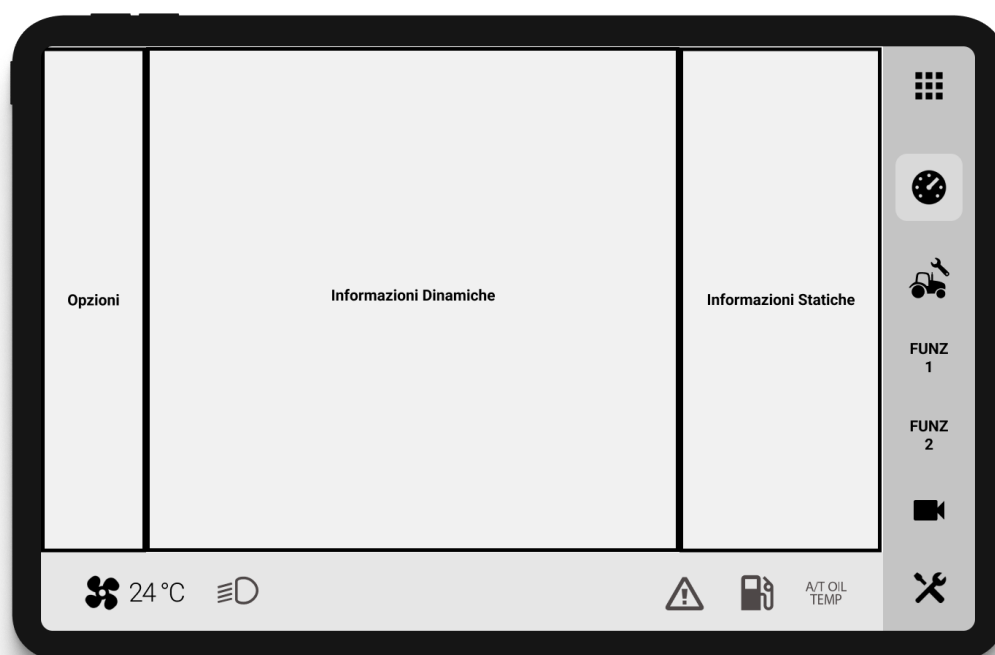 Opzioni
Informazioni Dinamiche
Informazioni Statiche
FUNZ
1
FUNZ
2
24 °C
A/T OIL
TEMP